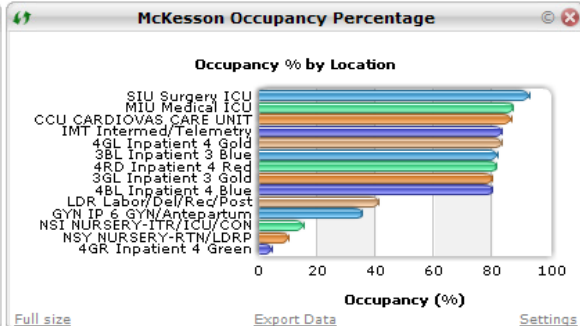 McKesson Occupancy Percentage ©
Occupancy % by Location
SIU Surgery ICU
MIU Medical ICU
CCU CARDIOVAS CARE UNIT
IMT Intermed/Telemetry
4GL Inpatient 4 Gold
3BL Inpatient 3 Blue
4RD Inpatient 4 Red
3GL Inpatient 3 Gold
4BL Inpatient 4 Blue
LDR Labor/Del/Rec/Post
GYN IP 6 GYN/Antepartum
NSI NURSERY-ITR/ICU/CON
NSY NURSERY-RTN/LDRP
4GR Inpatient 4 Green
0 20 40 60 80 100
Occupancy (%)
Full size Export Data Settings